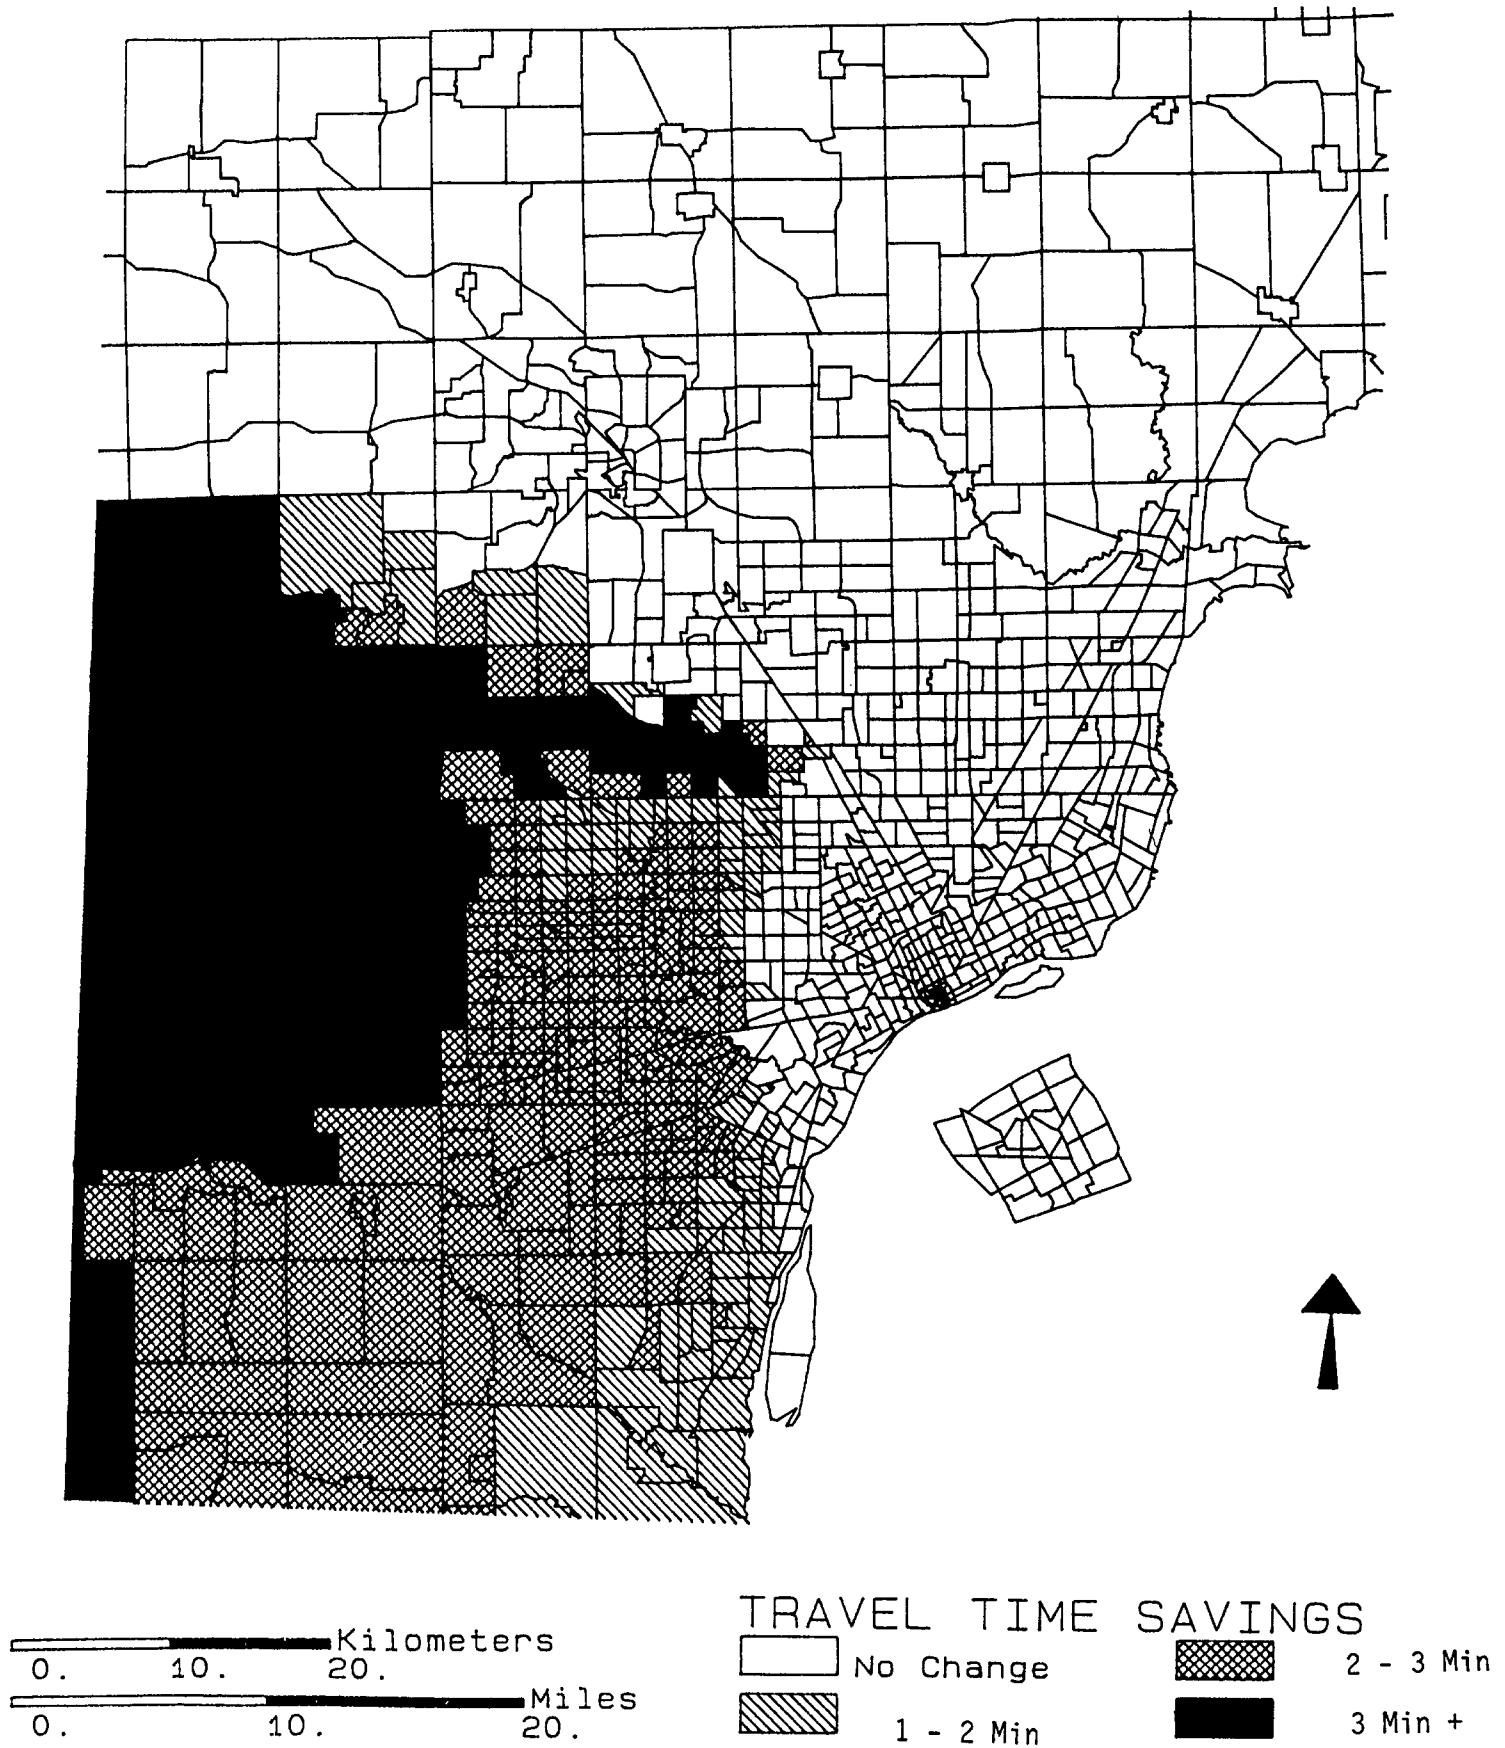 TRAVEL TIME SAVINGS
Kilometers
0. 10. 20.
Miles
0. 10. 20.
No Change
1 - 2 Min
2 - 3 Min
3 Min +